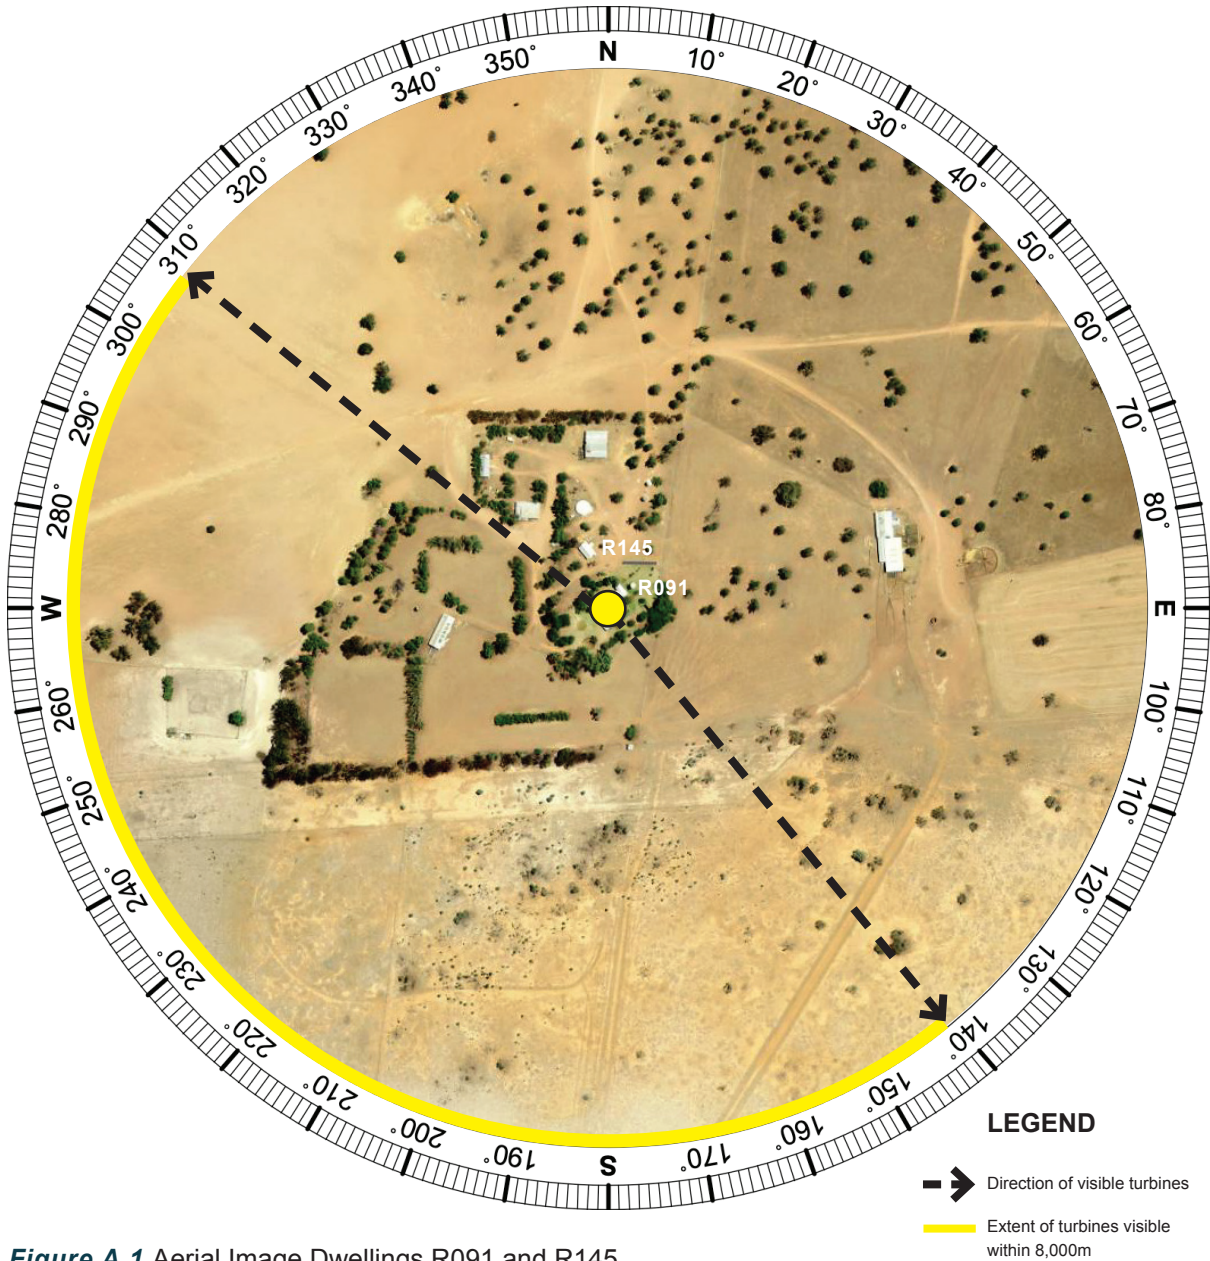 N
10°
20°
30°
40°
50°
60°
70°
80°
E
100°
110°
120°
130°
140°
150°
160°
170°
S
190°
200°
210°
220°
230°
240°
250°
260°
W
280°
290°
300°
310°
320°
330°
340°
350°
R145
R091
LEGEND
Direction of visible turbines
Extent of turbines visible
within 8,000m
Figure A.1 Aerial Image Dwellings R091 and R145